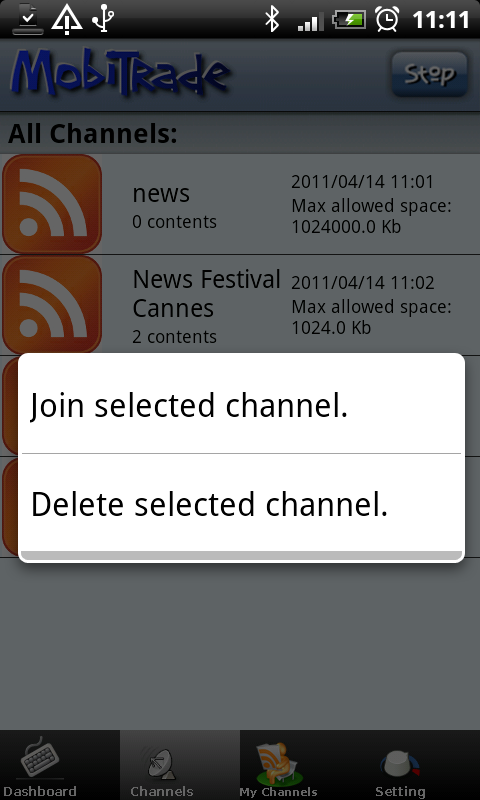 11:11
MobiTrade
Stop
All Channels:
news
0 contents
2011/04/14 11:01
Max allowed space:
1024000.0 Kb
News Festival
Cannes
2 contents
2011/04/14 11:02
Max allowed space:
1024.0 Kb
Join selected channel.
Delete selected channel.
Dashboard
Channels
My Channels
Setting